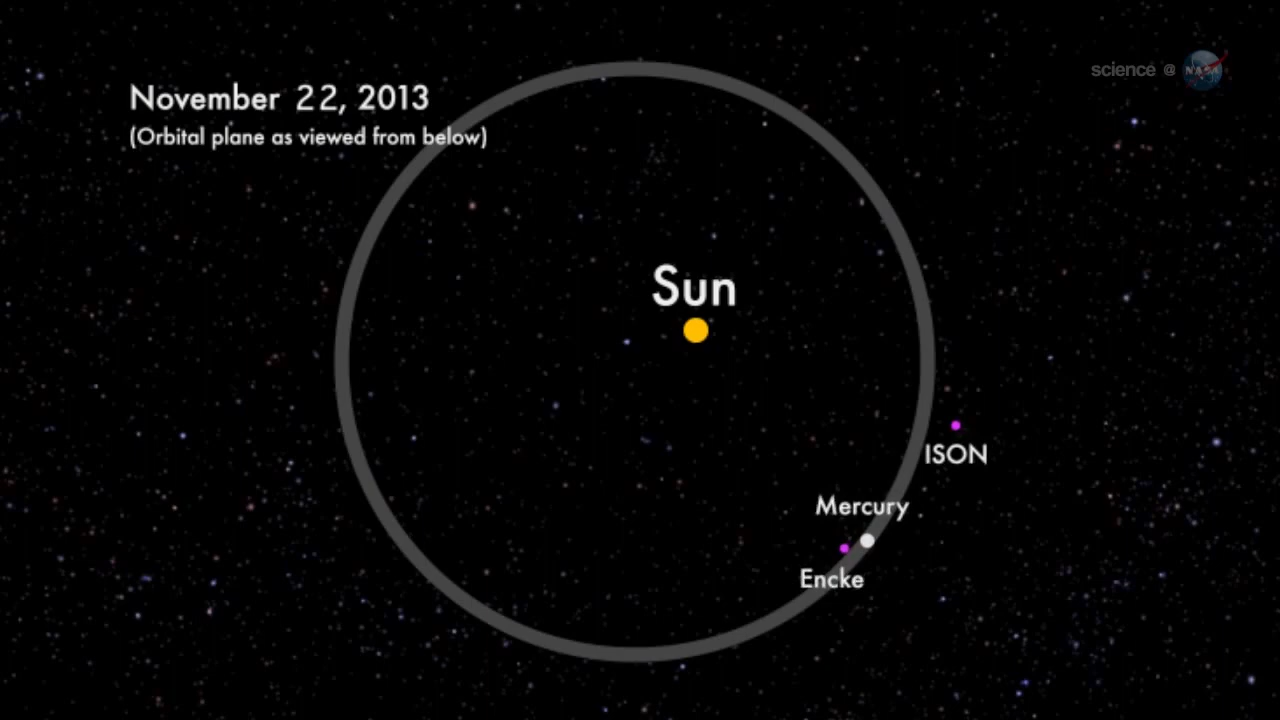 November 22, 2013
(Orbital plane as viewed from below)
science @ NASA
Sun
ISON
Mercury
Encke